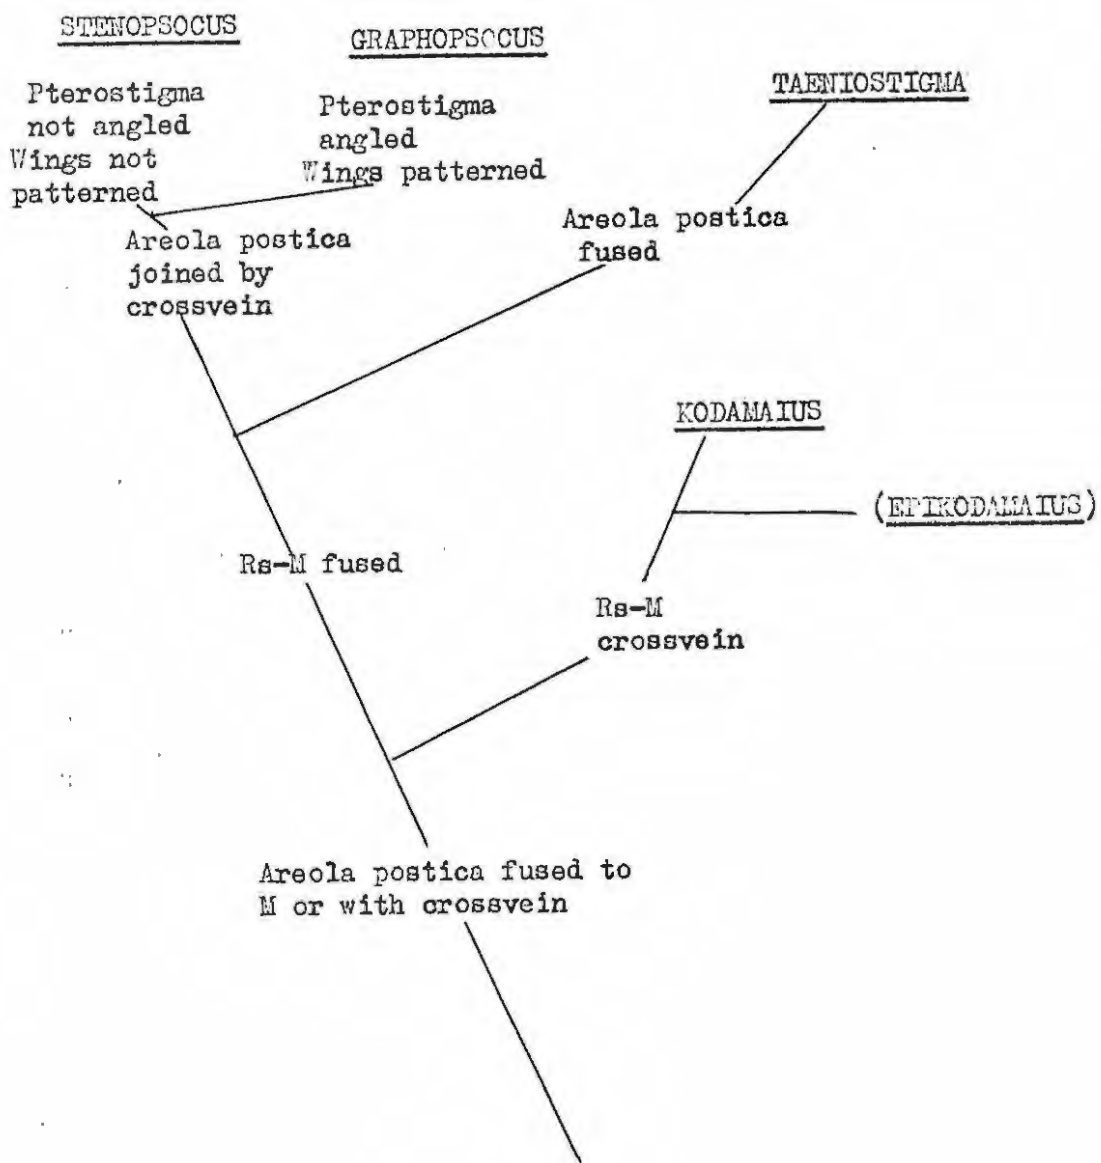 STENOPSOCUS
GRAPHOPSOCUS
Pterostigma
not angled
Wings not
patterned
Pterostigma
angled
Wings patterned
TAENIOSTIGMA
Areola postica
joined by
crossvein
Areola postica
fused
KODAMAIUS
(EPIKODAMAIUS)
Rs-M fused
Rs-M
crossvein
Areola postica fused to
M or with crossvein